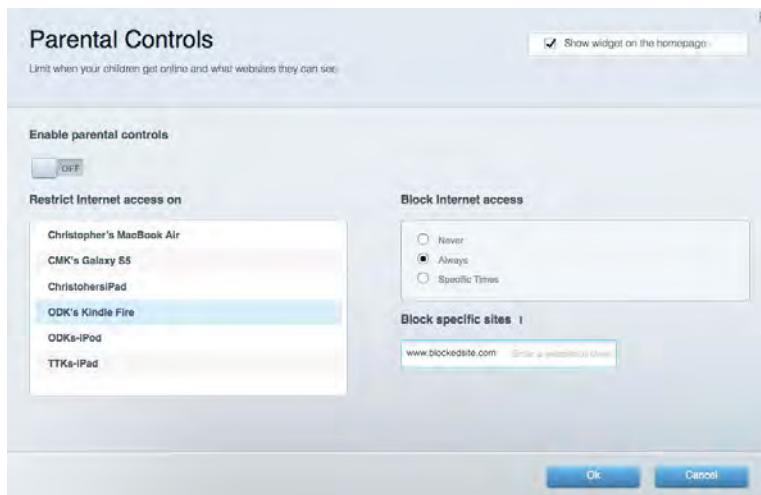 Parental Controls
Show widget on the homepage
Limit when your children get online and what websites they can see.
Enable parental controls
OFF
Restrict Internet access on
Christopher's MacBook Air
CMK's Galaxy S5
ChristohersiPad
ODK's Kindle Fire
ODKs-iPod
TTKs-iPad
Block Internet access
Never
Always
Specific Times
Block specific sites
www.blockedsite.com
Ok
Cancel